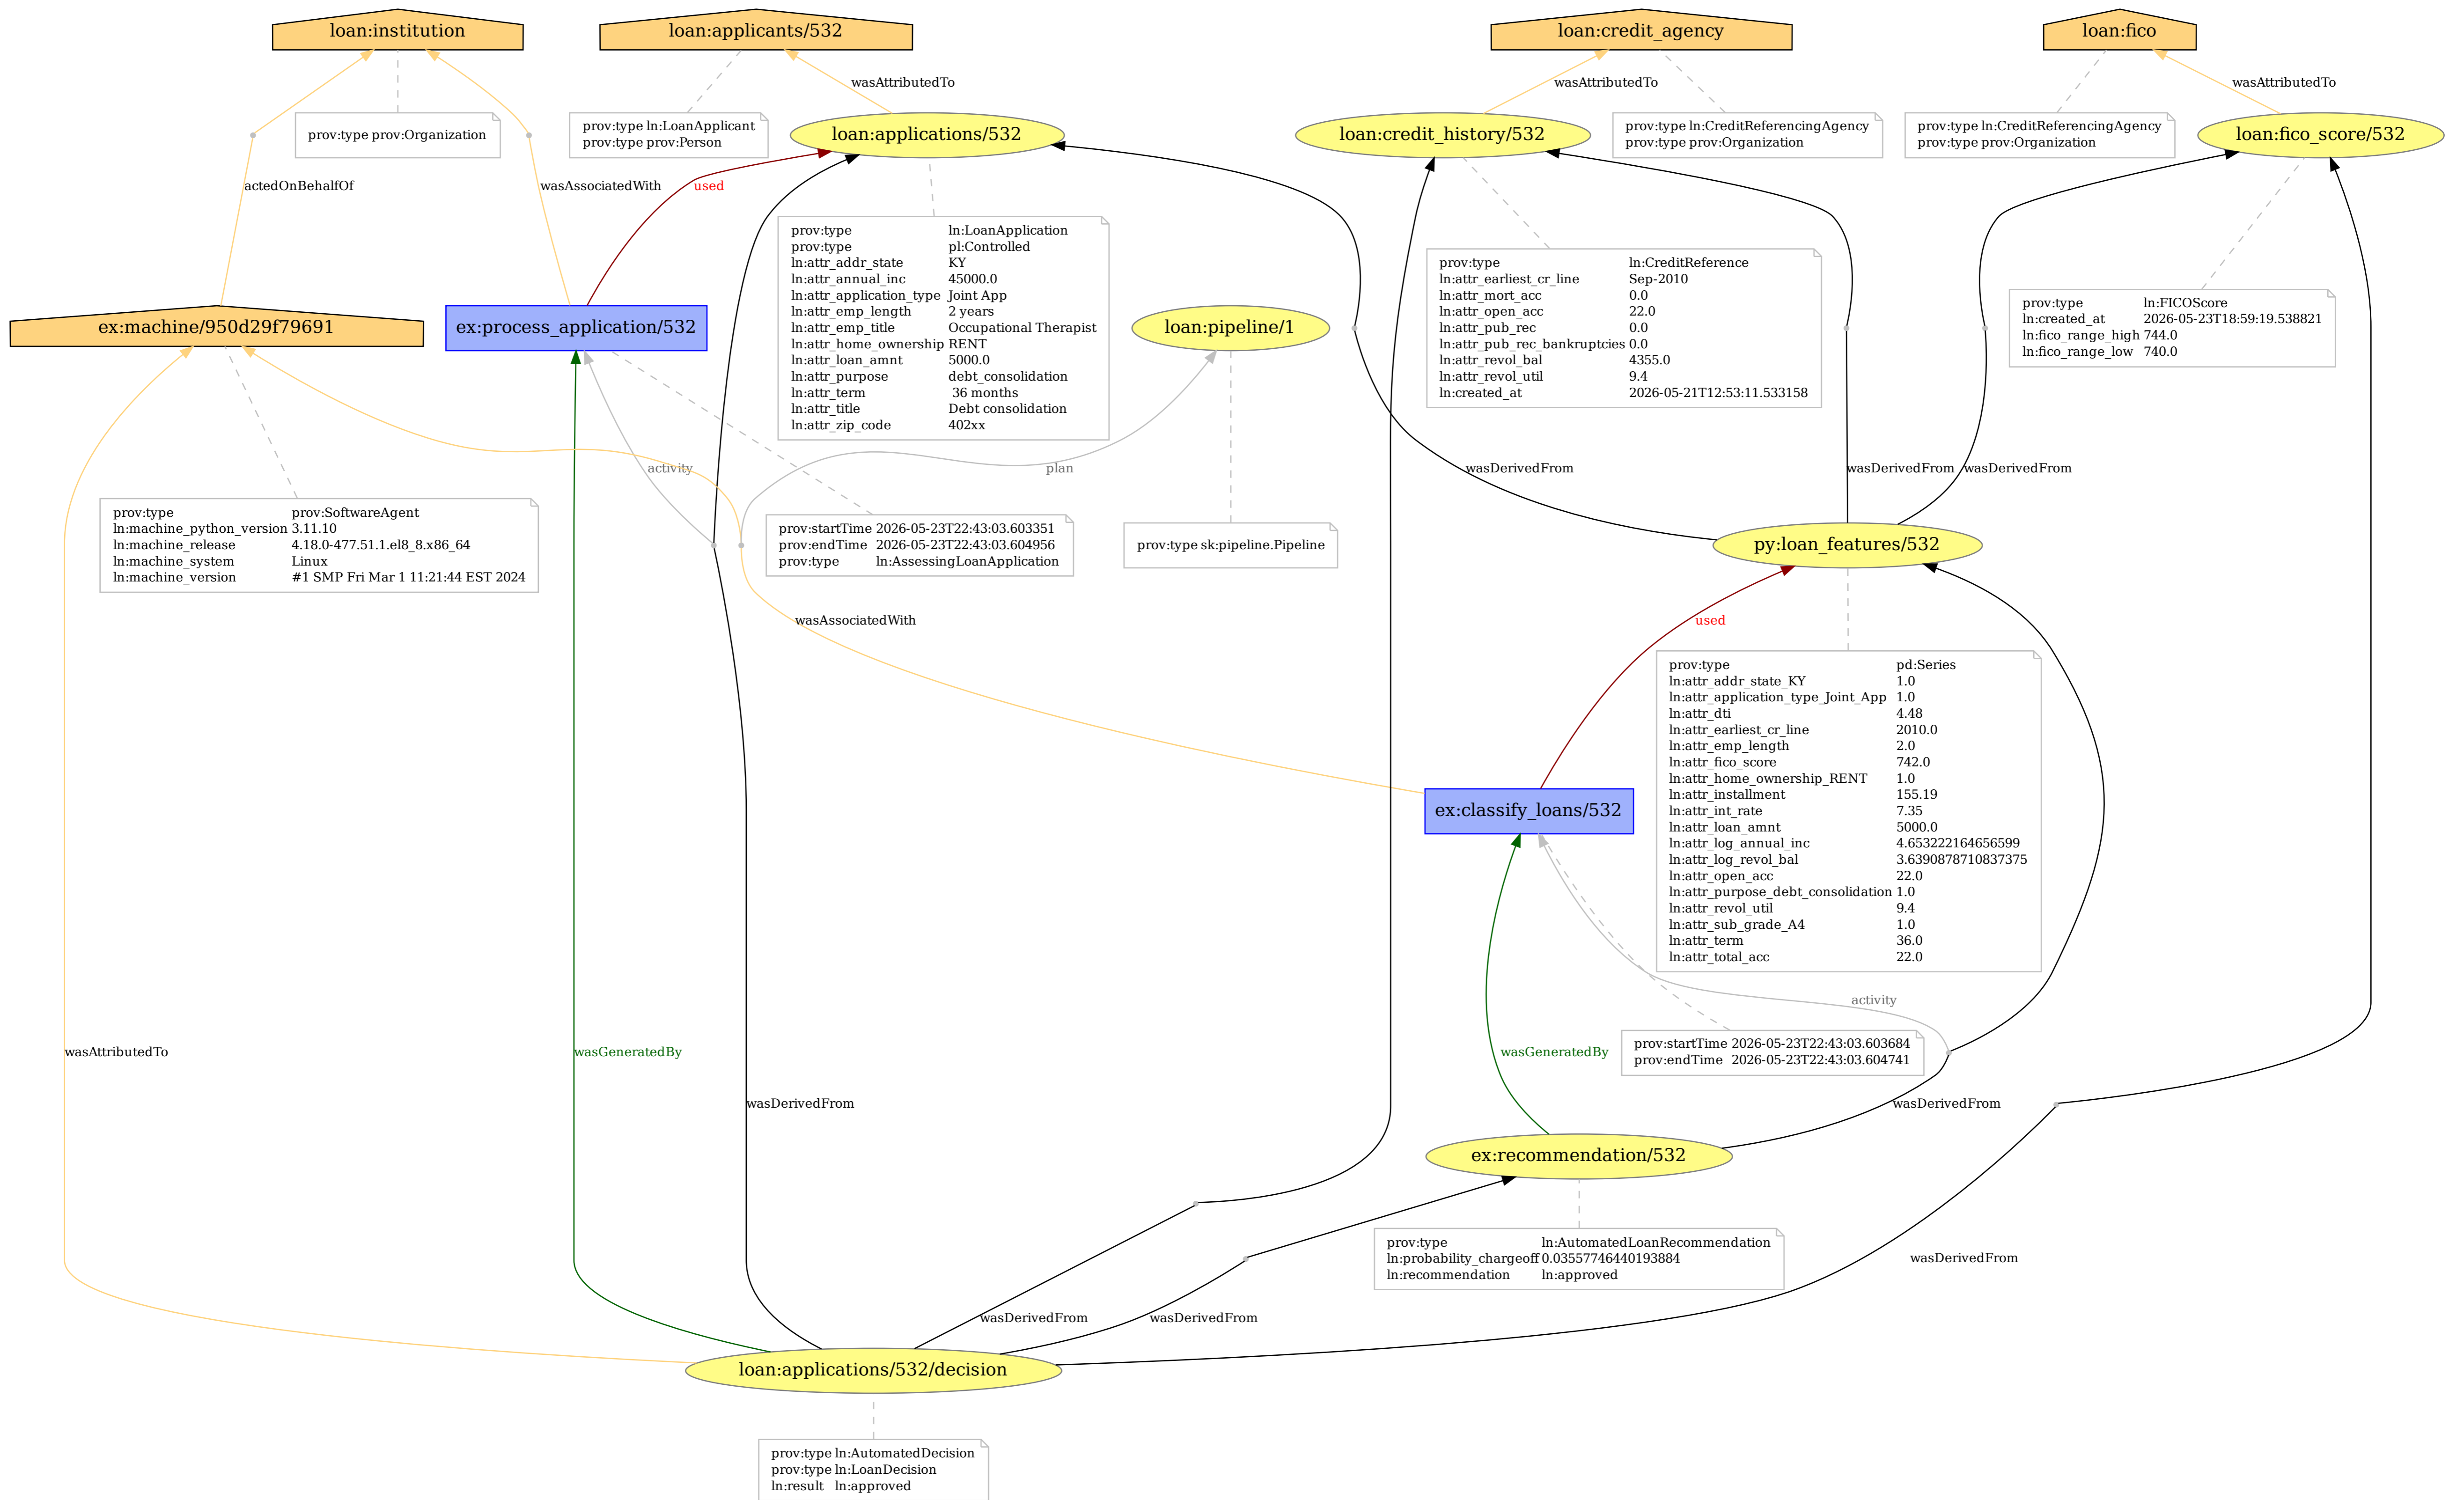 loan:institution
loan:applicants/532
loan:credit_agency
loan:fico
wasAttributedTo
wasAttributedTo
wasAttributedTo
prov:type prov:Organization
prov:type ln:LoanApplicant
prov:type prov:Person
loan:applications/532
loan:credit_history/532
prov:type ln:CreditReferencingAgency
prov:type prov:Organization
prov:type ln:CreditReferencingAgency
prov:type prov:Organization
loan:fico_score/532
actedOnBehalfOf
wasAssociatedWith
used
prov:type ln:LoanApplication
prov:type pl:Controlled
ln:attr_addr_state KY
ln:attr_annual_inc 45000.0
ln:attr_application_type Joint App
ln:attr_emp_length 2 years
ln:attr_emp_title Occupational Therapist
ln:attr_home_ownership RENT
ln:attr_loan_amnt 5000.0
ln:attr_purpose debt_consolidation
ln:attr_term 36 months
ln:attr_title Debt consolidation
ln:attr_zip_code 402xx
prov:type ln:CreditReference
ln:attr_earliest_cr_line Sep-2010
ln:attr_mort_acc 0.0
ln:attr_open_acc 22.0
ln:attr_pub_rec 0.0
ln:attr_pub_rec_bankruptcies 0.0
ln:attr_revol_bal 4355.0
ln:attr_revol_util 9.4
ln:created_at 2026-05-21T12:53:11.533158
prov:type ln:FICOScore
ln:created_at 2026-05-23T18:59:19.538821
ln:fico_range_high 744.0
ln:fico_range_low 740.0
ex:machine/950d29f79691
ex:process_application/532
loan:pipeline/1
activity
plan
wasDerivedFrom
wasDerivedFrom
wasDerivedFrom
prov:type prov:SoftwareAgent
ln:machine_python_version 3.11.10
ln:machine_release 4.18.0-477.51.1.el8_8.x86_64
ln:machine_system Linux
ln:machine_version #1 SMP Fri Mar 1 11:21:44 EST 2024
prov:startTime 2026-05-23T22:43:03.603351
prov:endTime 2026-05-23T22:43:03.604956
prov:type ln:AssessingLoanApplication
prov:type sk:pipeline.Pipeline
py:loan_features/532
wasAssociatedWith
used
prov:type pd:Series
ln:attr_addr_state_KY 1.0
ln:attr_application_type_Joint_App 1.0
ln:attr_dti 4.48
ln:attr_earliest_cr_line 2010.0
ln:attr_emp_length 2.0
ln:attr_fico_score 742.0
ln:attr_home_ownership_RENT 1.0
ln:attr_installment 155.19
ln:attr_int_rate 7.35
ln:attr_loan_amnt 5000.0
ln:attr_log_annual_inc 4.653222164656599
ln:attr_log_revol_bal 3.6390878710837375
ln:attr_open_acc 22.0
ln:attr_purpose_debt_consolidation 1.0
ln:attr_revol_util 9.4
ln:attr_sub_grade_A4 1.0
ln:attr_term 36.0
ln:attr_total_acc 22.0
ex:classify_loans/532
activity
wasAttributedTo
wasGeneratedBy
wasGeneratedBy
prov:startTime 2026-05-23T22:43:03.603684
prov:endTime 2026-05-23T22:43:03.604741
wasDerivedFrom
wasDerivedFrom
ex:recommendation/532
prov:type ln:AutomatedLoanRecommendation
ln:probability_chargeoff 0.03557746440193884
ln:recommendation ln:approved
wasDerivedFrom
wasDerivedFrom
wasDerivedFrom
loan:applications/532/decision
prov:type ln:AutomatedDecision
prov:type ln:LoanDecision
ln:result ln:approved